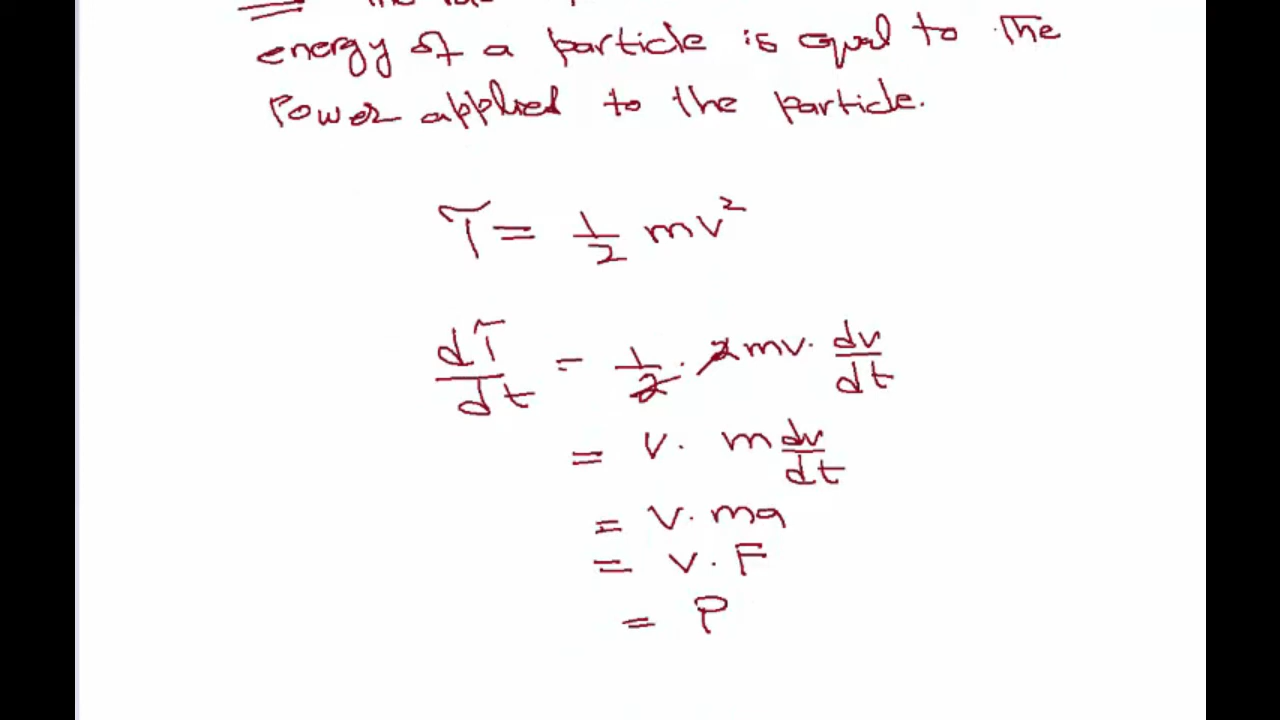 The
energy of a particle is equal to the
Power applied to the particle.
T = 1/2 mv²
dT/dt = 1/2 · 2mv · dv/dt
= v · m dv/dt
= v · ma
= v · F
= P